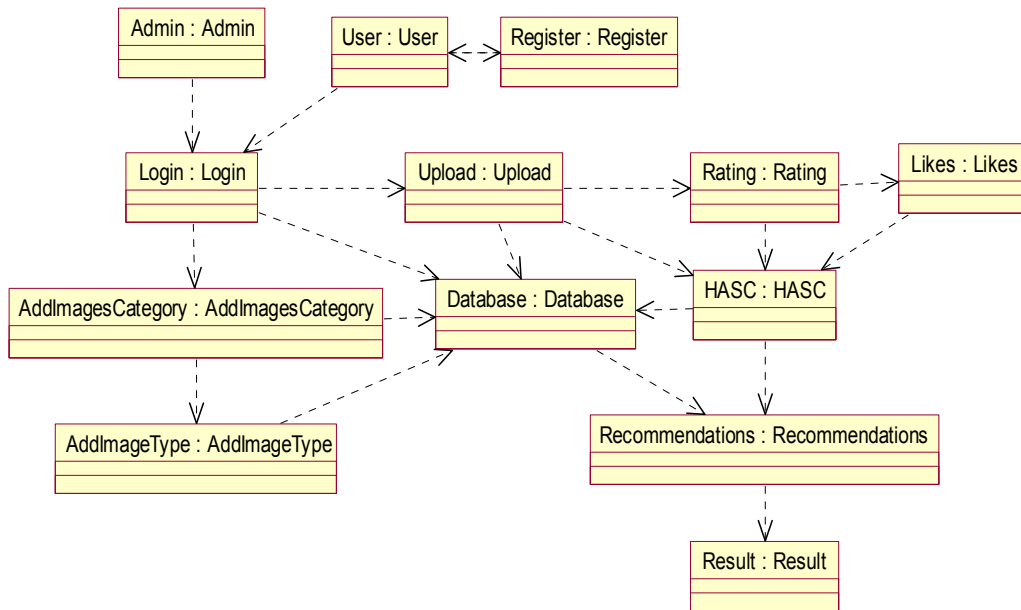 Admin : Admin
User : User
Register : Register
Login : Login
Upload : Upload
Rating : Rating
Likes : Likes
AddImagesCategory : AddImagesCategory
Database : Database
HASC : HASC
AddImageType : AddImageType
Recommendations : Recommendations
Result : Result